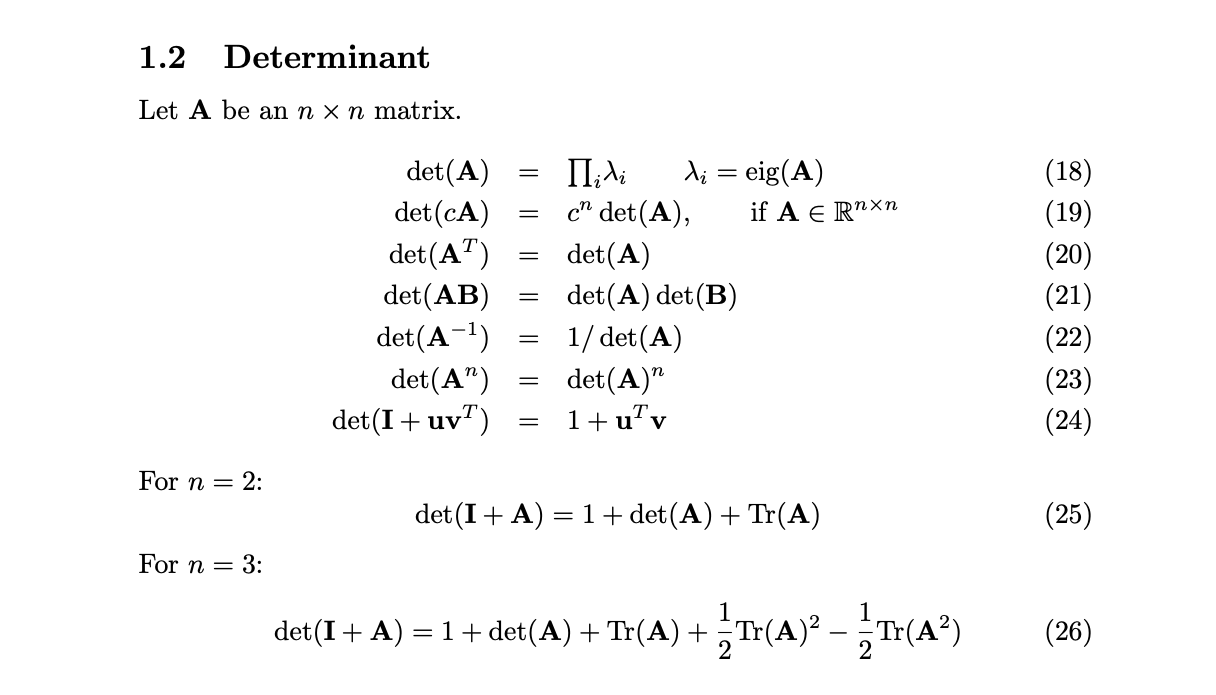 1.2 Determinant
Let A be an n × n matrix.
det(A) = ∏ᵢλᵢ λᵢ = eig(A) (18)
det(cA) = cⁿ det(A), if A ∈ ℝⁿˣⁿ (19)
det(Aᵀ) = det(A) (20)
det(AB) = det(A) det(B) (21)
det(A⁻¹) = 1/ det(A) (22)
det(Aⁿ) = det(A)ⁿ (23)
det(I + uvᵀ) = 1 + uᵀv (24)
For n = 2:
det(I + A) = 1 + det(A) + Tr(A) (25)
For n = 3:
det(I + A) = 1 + det(A) + Tr(A) + 1/2 Tr(A)² − 1/2 Tr(A²) (26)